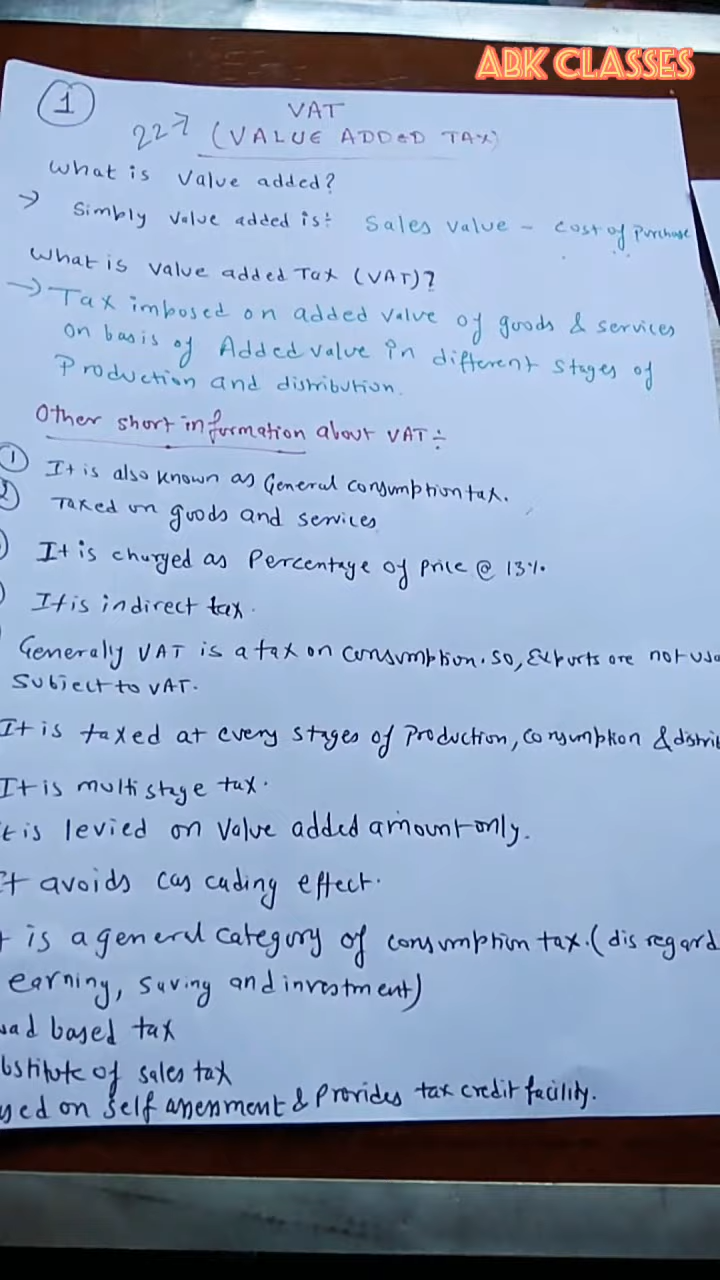 ABK CLASSES
1
VAT
227 (VALUE ADDED TAX)
What is Value added?
→ Simbly Value added is÷ Sales value - cost of purchase
What is value added Tax (VAT)?
→ Tax imbosed on added value of goods & services
on basis of Added value in different stages of
Production and distribution.
Other short information about VAT÷
1 It is also known as General consumption tax.
2 Taxed on goods and services
It is charged as Percentage of Price @ 13%.
It is indirect tax.
Generally VAT is a tax on consumption. So, Exports are not
Subject to VAT.
It is taxed at every stages of Production, Consumption &
It is multi stage tax.
is levied on Value added amount only.
avoids cascading effect.
is a general category of consumption tax. (disregard
earning, saving and investment)
based tax
of sales tax
on self assessment & Provides tax credit facility.